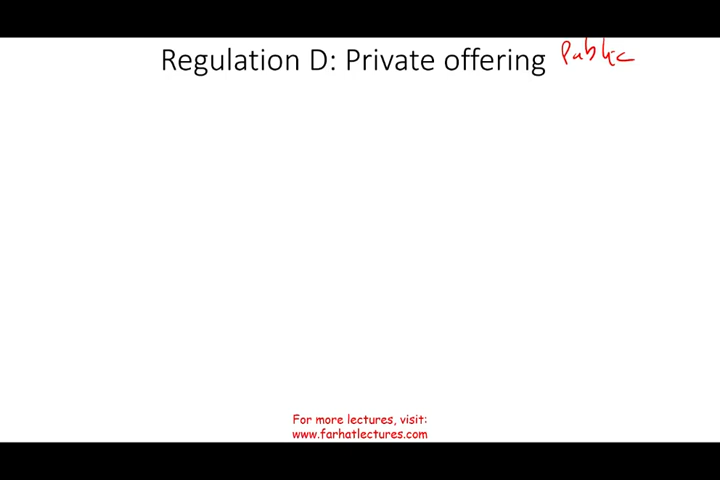 Regulation D: Private offering Public
For more lectures, visit:
www.farhatlectures.com